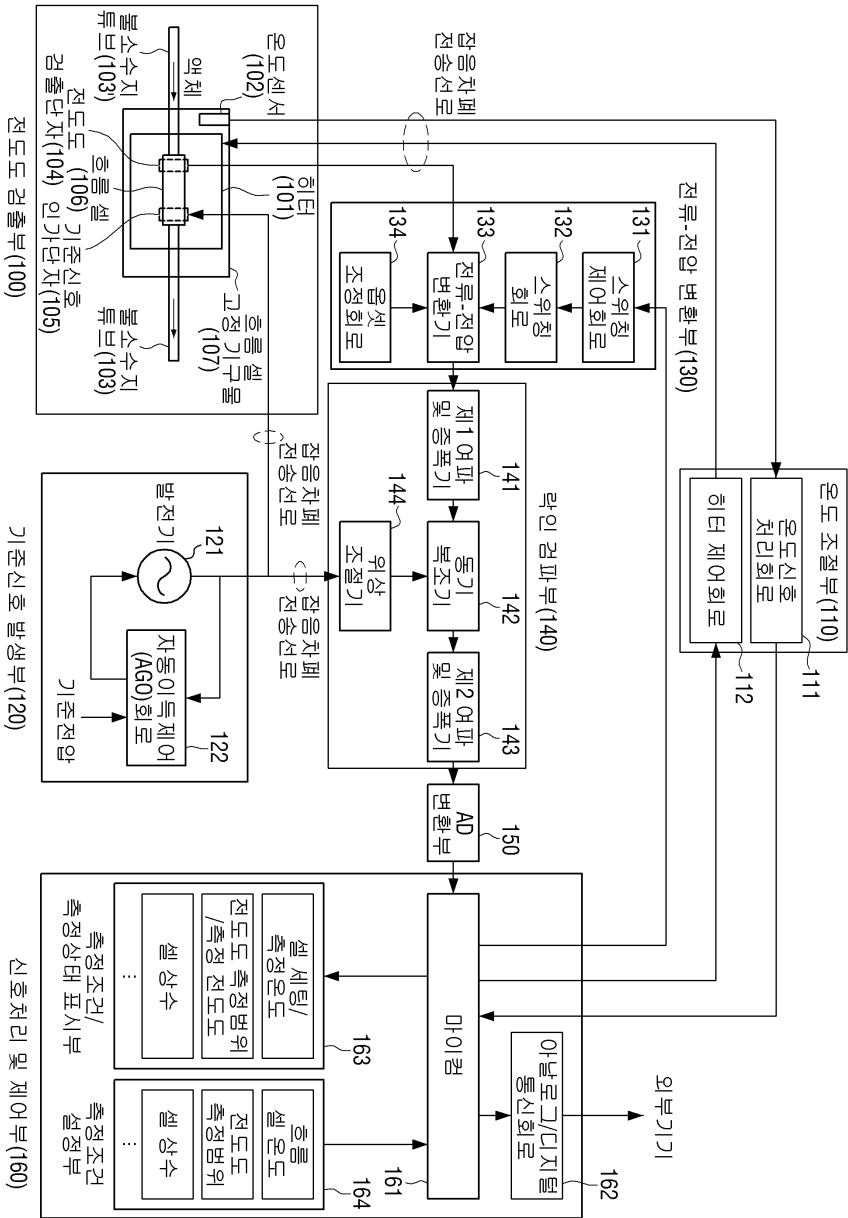 전도도 검출부(100)
불소수지
튜브(103')
액체
온도센서
(102)
전도도
검출단자(104)
흐름 셀
(106)
기준신호
인가단자(105)
히터
(101)
흐름 셀
고정 기구물
(107)
불소수지
튜브(103)
잡음차폐
전송선로
전류-전압 변환부(130)
131
스위칭
제어회로
132
스위칭
회로
133
전류-전압
변환기
134
옵셋
조정회로
온도 조절부(110)
온도신호
처리회로
111
히터 제어회로
112
잡음차폐
전송선로
잡음차폐
전송선로
기준신호 발생부(120)
발전기
121
자동이득제어
(AGO)회로
122
기준전압
락인 검파부(140)
제1 여파
및 증폭기
141
동기
복조기
142
제2 여파
및 증폭기
143
144
위상
조절기
AD
변환부
150
신호처리 및 제어부(160)
마이컴
161
아날로그/디지털
통신회로
162
외부기기
셀 세팅/
측정온도
전도도 측정범위
/측정 전도도
셀 상수
⋮
163
측정조건/
측정상태 표시부
흐름
셀 온도
전도도
측정범위
셀 상수
⋮
164
측정조건
설정부